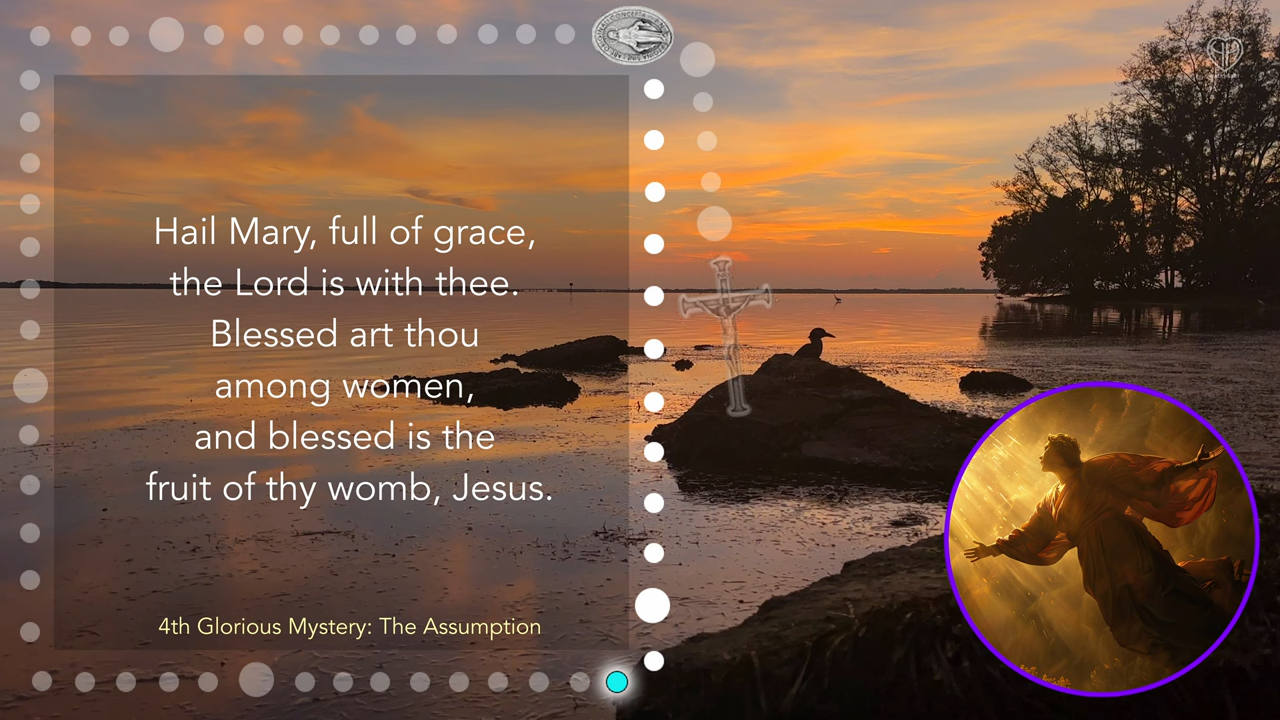 Hail Mary, full of grace,
the Lord is with thee.
Blessed art thou
among women,
and blessed is the
fruit of thy womb, Jesus.
4th Glorious Mystery: The Assumption